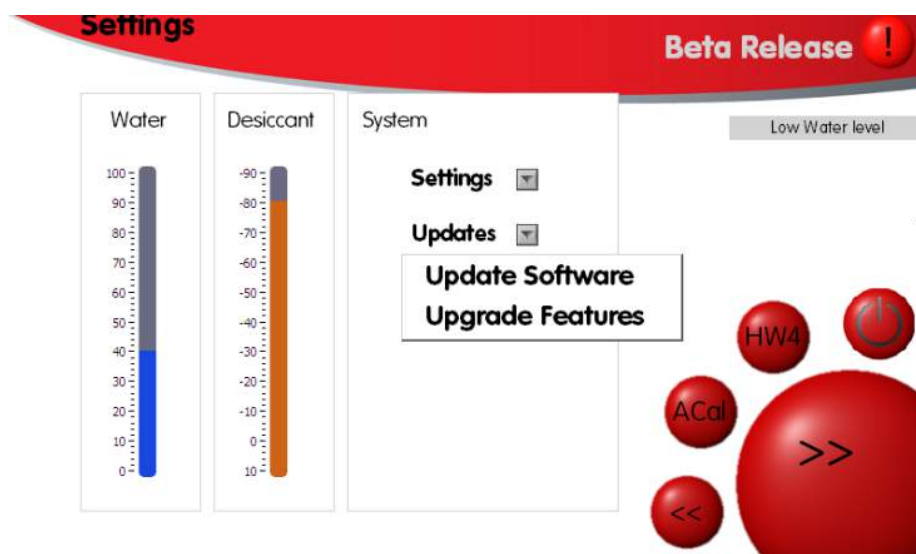 Settings
Beta Release !
Low Water level
Water
100
90
80
70
60
50
40
30
20
10
0
Desiccant
-90
-80
-70
-60
-50
-40
-30
-20
-10
0
10
System
Settings
Updates
Update Software
Upgrade Features
HW4
ACal
>>
<<